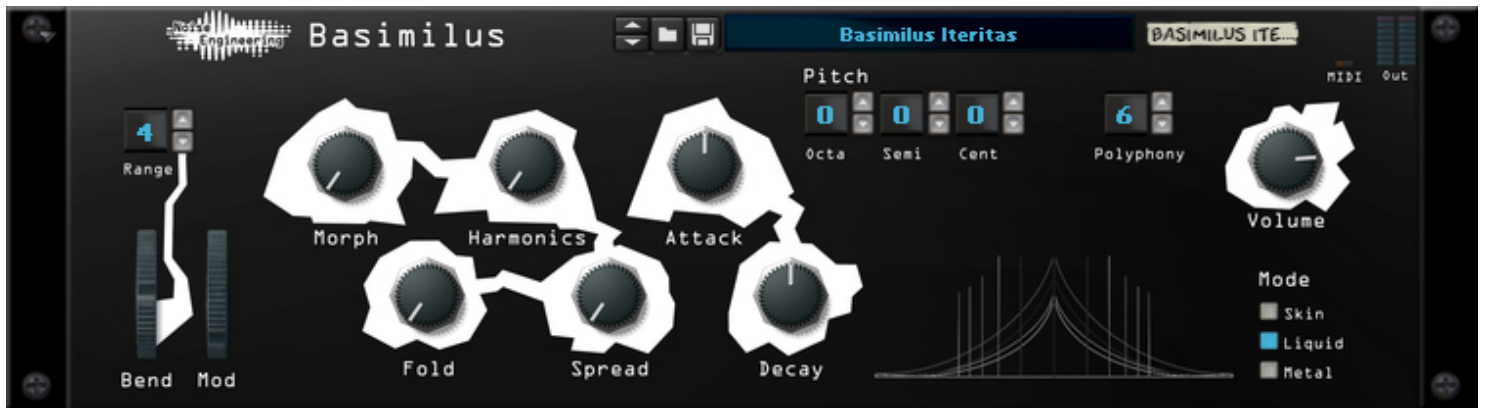 Noise
Engineering
Basimilus
Basimilus Iteritas
BASIMILUS ITE...
MIDI
Out
Pitch
4
Range
0
0
0
6
Octa
Semi
Cent
Polyphony
Volume
Morph
Harmonics
Attack
Fold
Spread
Decay
Bend
Mod
Mode
Skin
Liquid
Metal